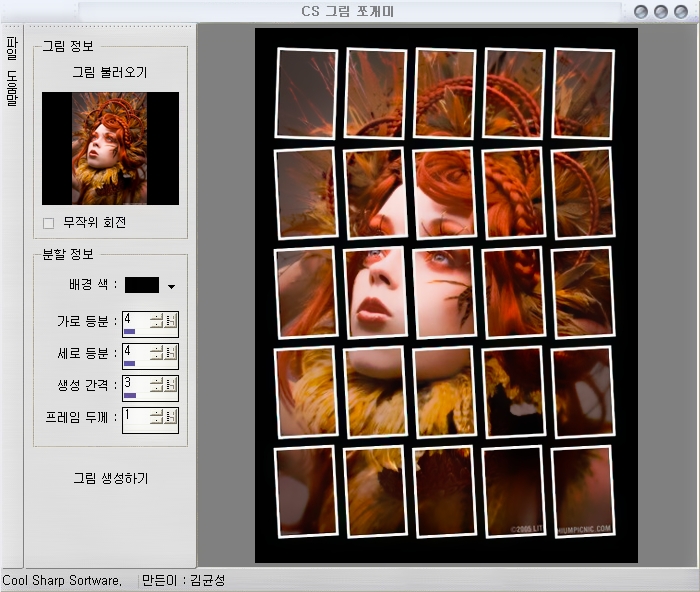 CS 그림 쪼개미
파일 도움말
그림 정보
그림 불러오기
무작위 회전
분할 정보
배경 색 :
가로 등분 : 4
세로 등분 : 4
생성 간격 : 3
프레임 두께 : 1
그림 생성하기
©2005 LIT HIUMPICNIC.COM
Cool Sharp Sortware, 만든미 : 김균성